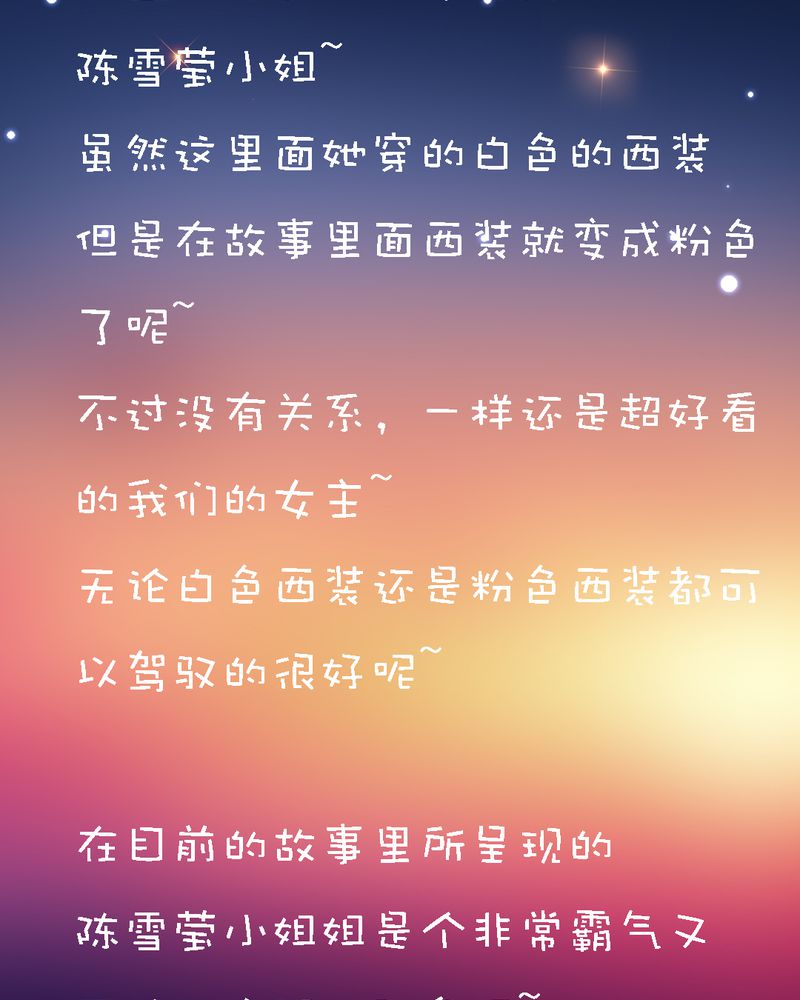 陈雪莹小姐~
虽然这里面她穿的白色的西装
但是在故事里面西装就变成粉色
了呢~
不过没有关系，一样还是超好看
的我们的女主~
无论白色西装还是粉色西装都可
以驾驭的很好呢~
在目前的故事里所呈现的
陈雪莹小姐姐是个非常霸气又